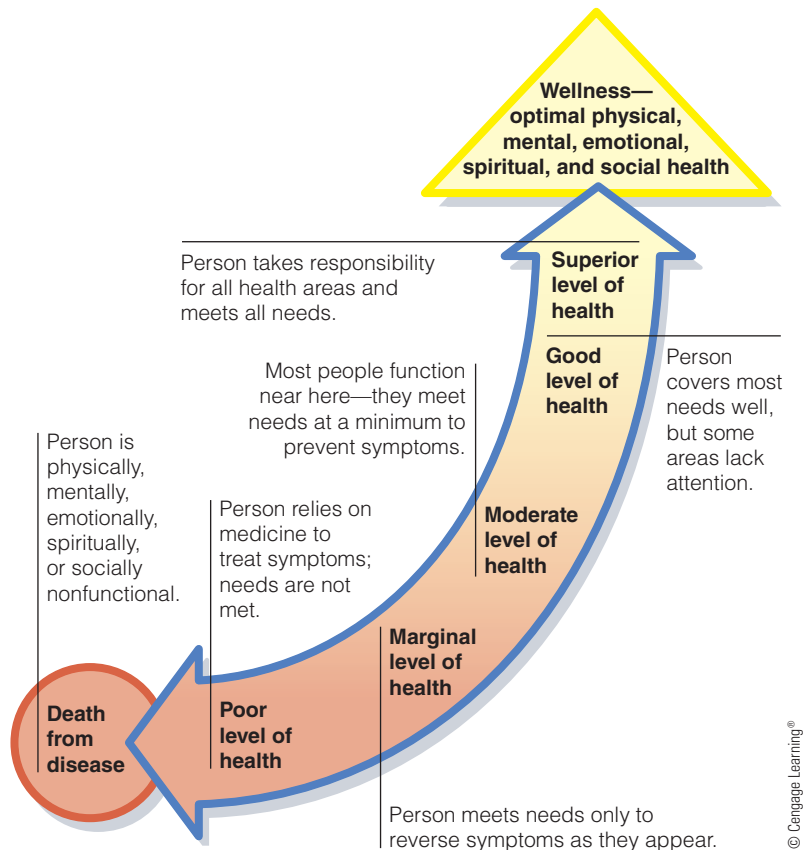 Wellness—
optimal physical,
mental, emotional,
spiritual, and social health
Person takes responsibility
for all health areas and
meets all needs.
Superior
level of
health
Most people function
near here—they meet
needs at a minimum to
prevent symptoms.
Good
level of
health
Person
covers most
needs well,
but some
areas lack
attention.
Person is
physically,
mentally,
emotionally,
spiritually,
or socially
nonfunctional.
Person relies on
medicine to
treat symptoms;
needs are not
met.
Moderate
level of
health
Marginal
level of
health
Death
from
disease
Poor
level of
health
Person meets needs only to
reverse symptoms as they appear.
© Cengage Learning®